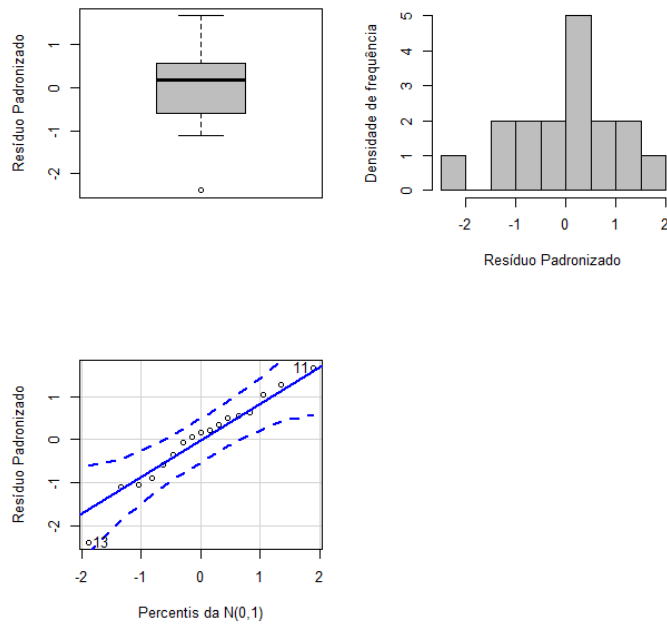 Resíduo Padronizado
1
0
-1
-2
Densidade de frequência
5
4
3
2
1
0
-2 -1 0 1 2
Resíduo Padronizado
Resíduo Padronizado
1
0
-1
-2
11
13
-2 -1 0 1 2
Percentis da N(0,1)